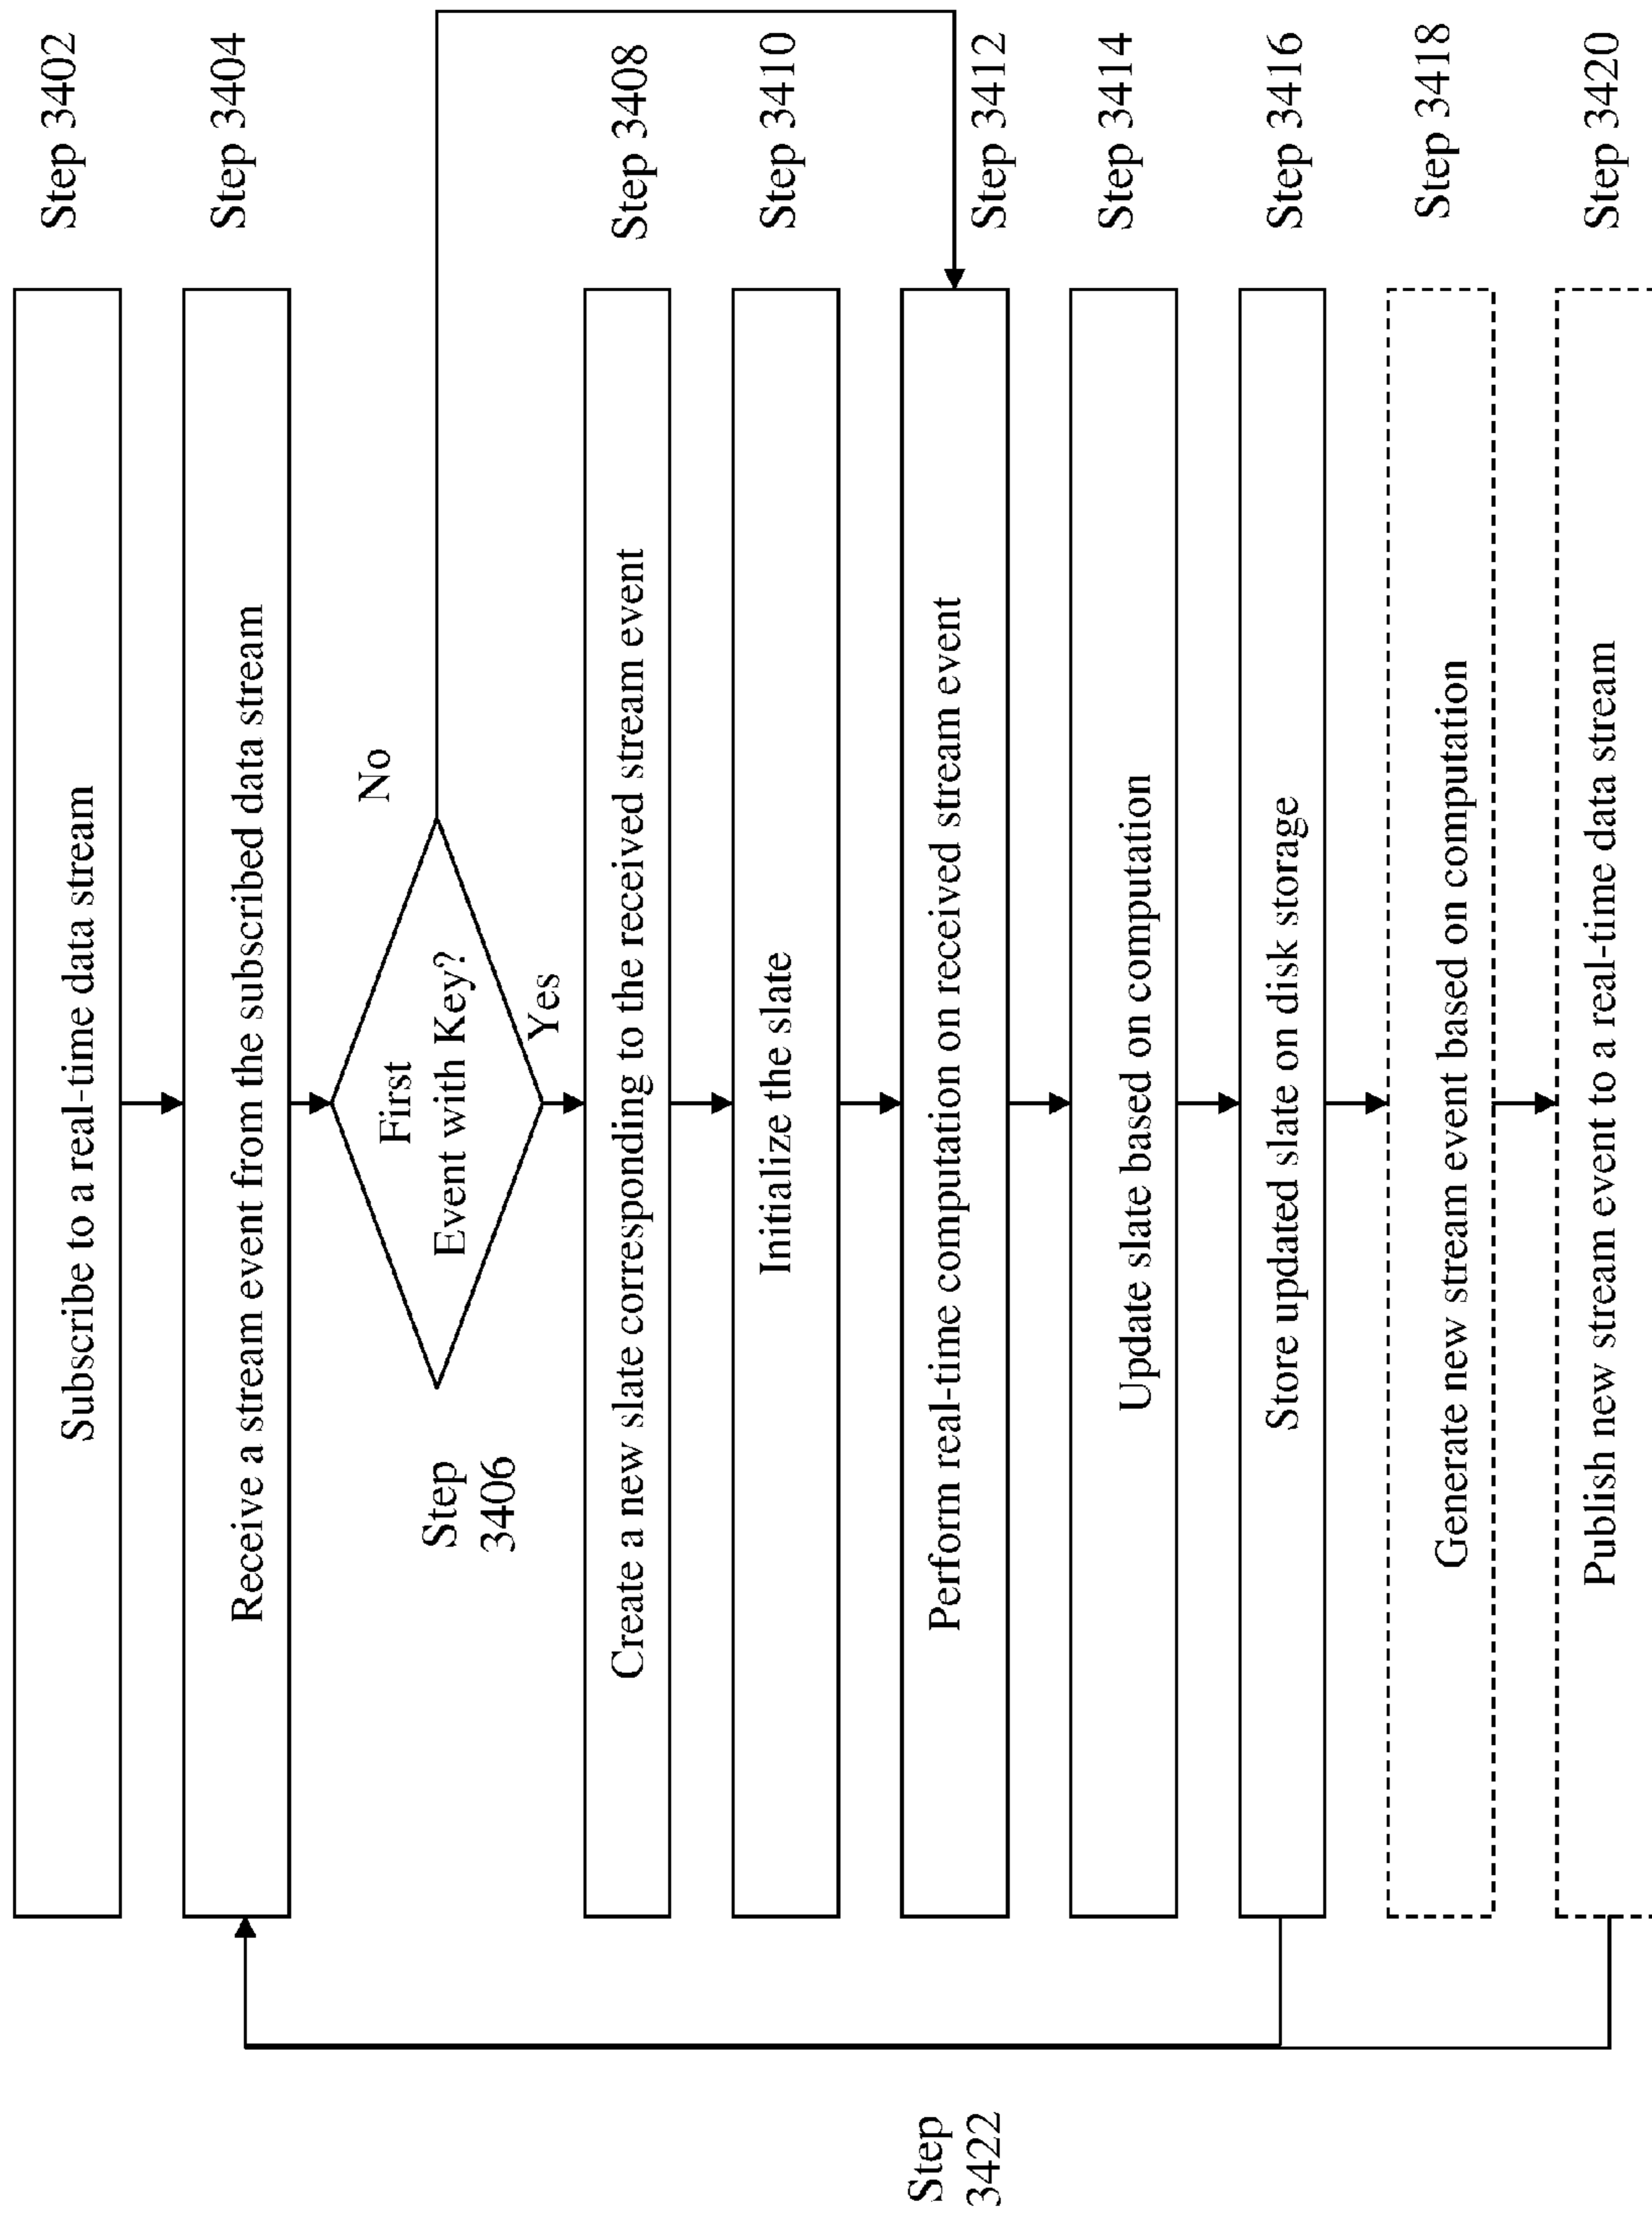 Subscribe to a real-time data stream
Step 3402
Receive a stream event from the subscribed data stream
Step 3404
First
Event with Key?
No
Yes
Step
3406
Create a new slate corresponding to the received stream event
Step 3408
Initialize the slate
Step 3410
Perform real-time computation on received stream event
Step 3412
Update slate based on computation
Step 3414
Store updated slate on disk storage
Step 3416
Generate new stream event based on computation
Step 3418
Publish new stream event to a real-time data stream
Step 3420
Step
3422